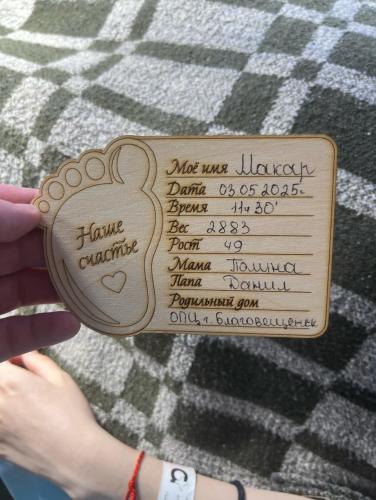 Наше
счастье
Моё имя Макар
Дата 03.05.2025г.
Время 11ч 30'
Вес 2883
Рост 49
Мама Полина
Папа Данил
Родильный дом
ОПЦ г. Благовещенск